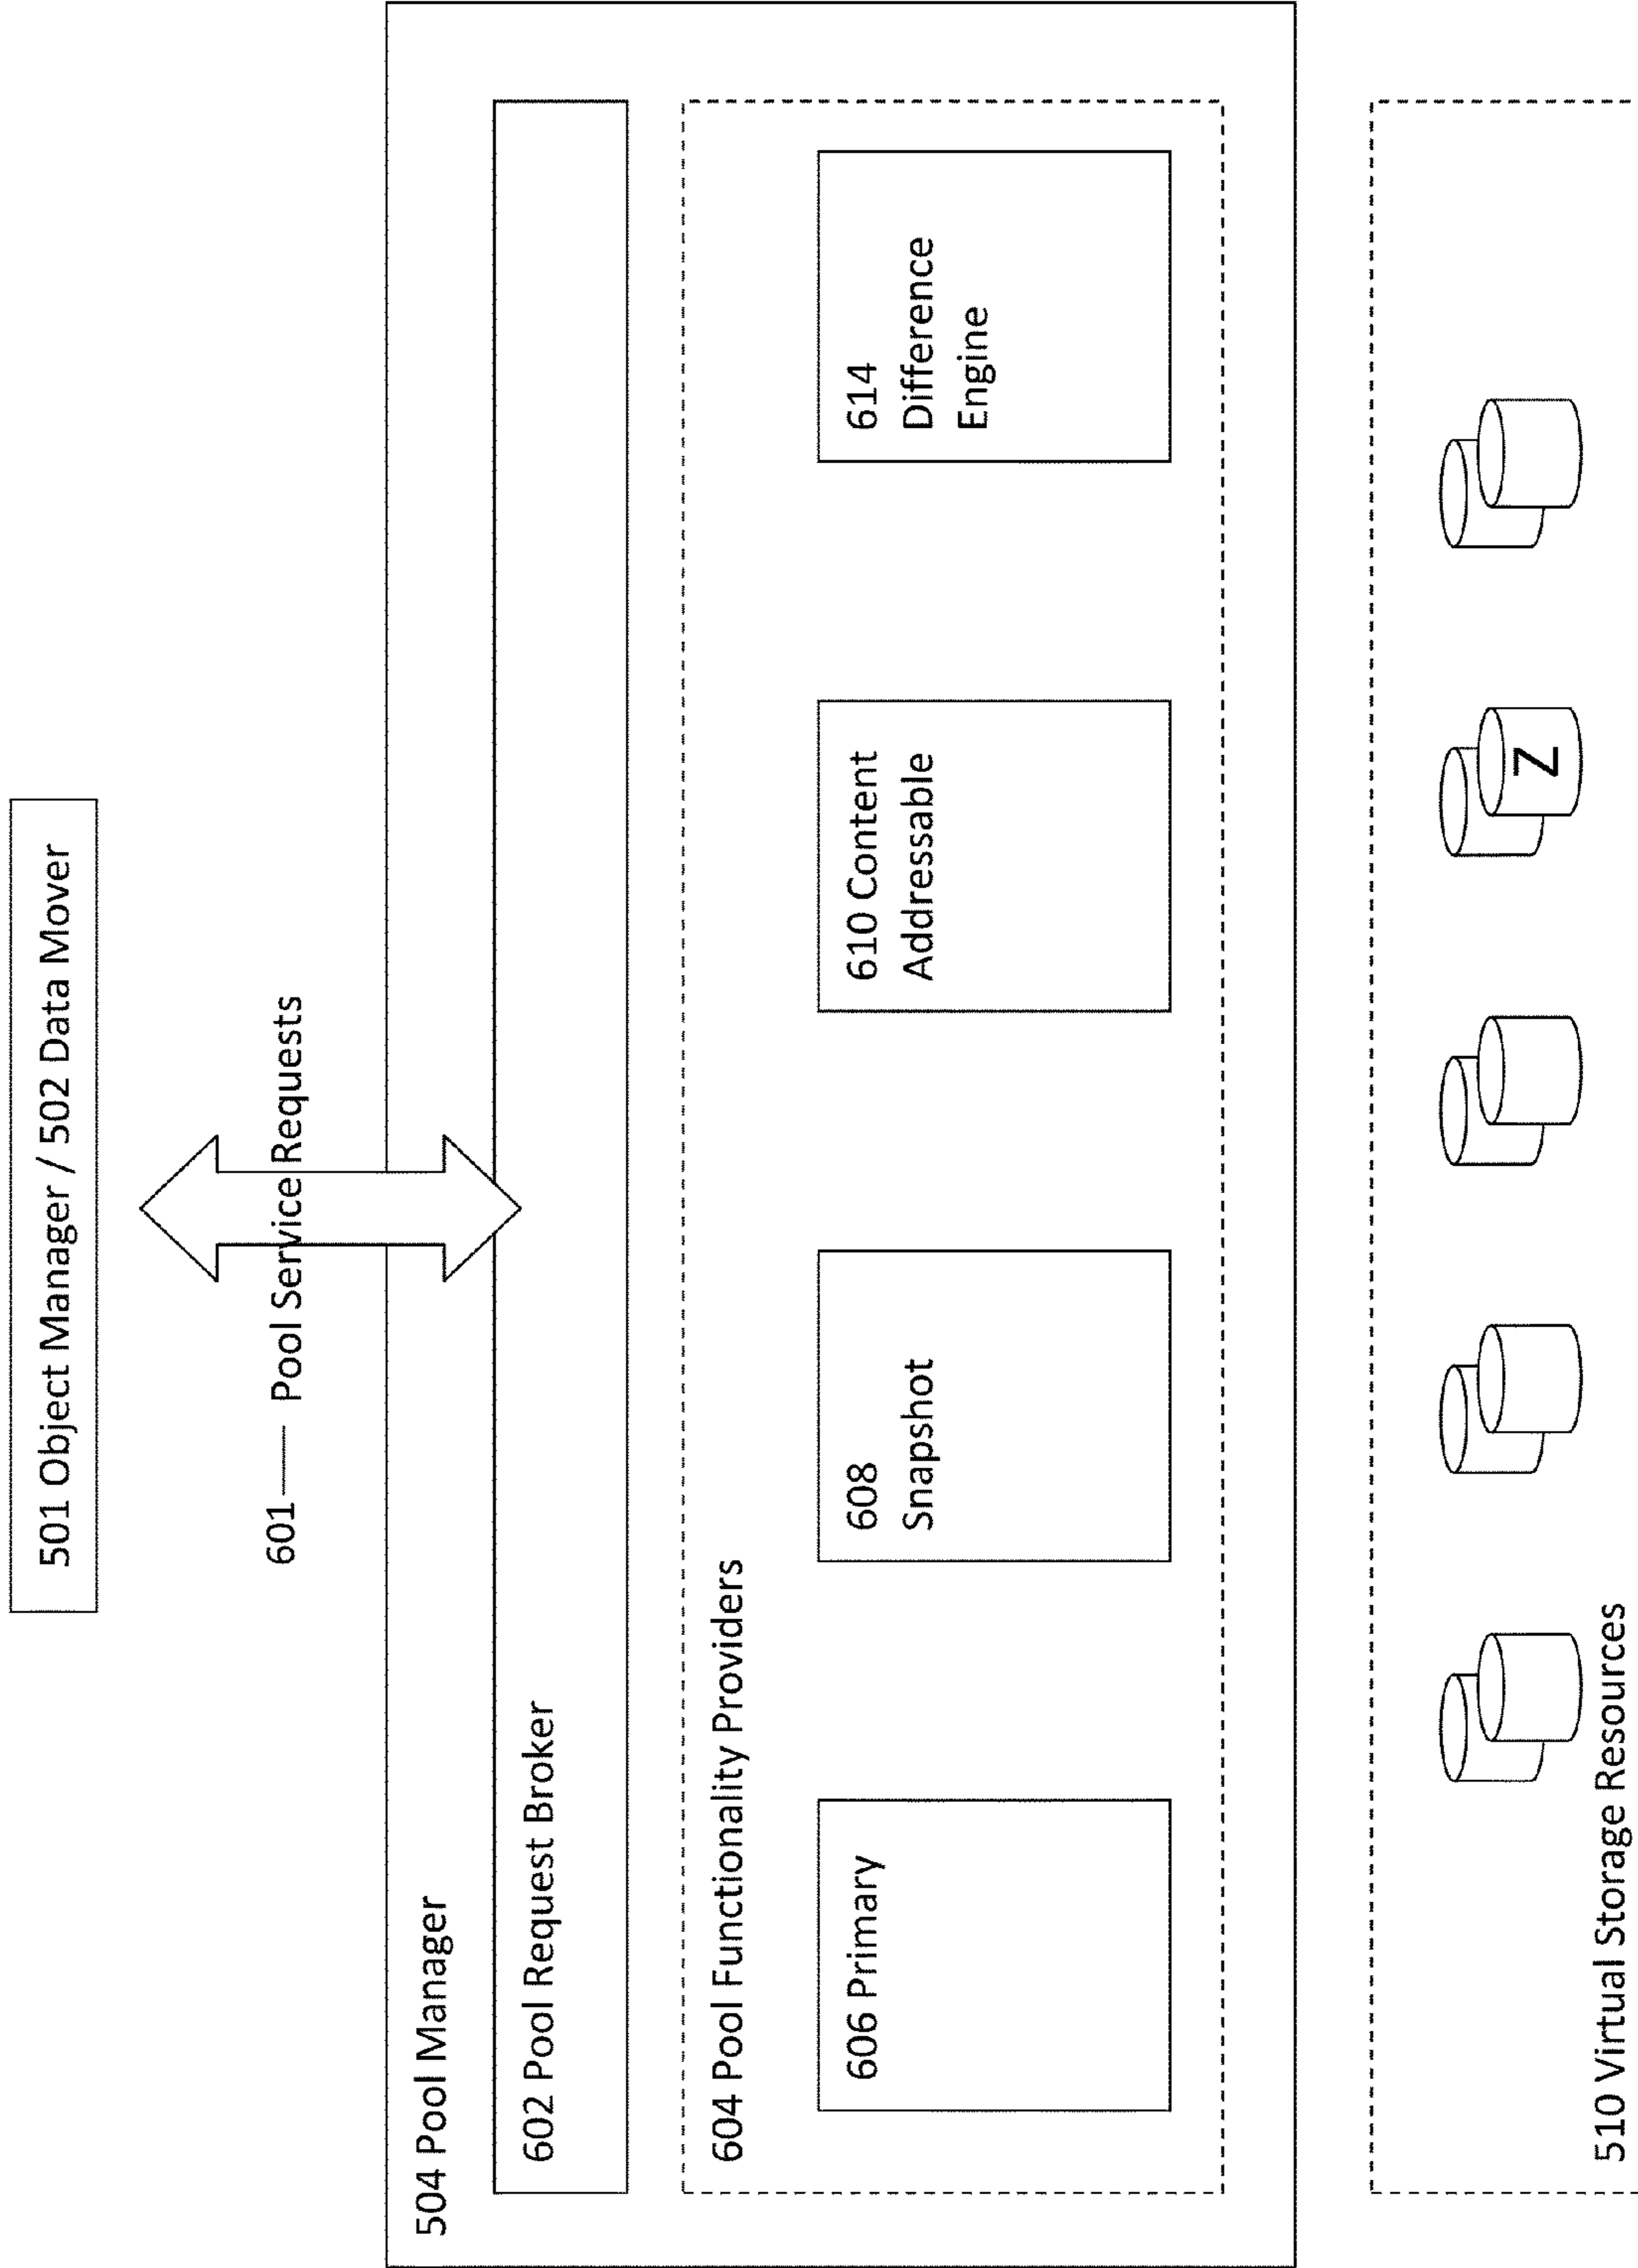 501 Object Manager / 502 Data Mover
601
Pool Service Requests
504 Pool Manager
602 Pool Request Broker
604 Pool Functionality Providers
606 Primary
608
Snapshot
610 Content
Addressable
614
Difference
Engine
N
510 Virtual Storage Resources